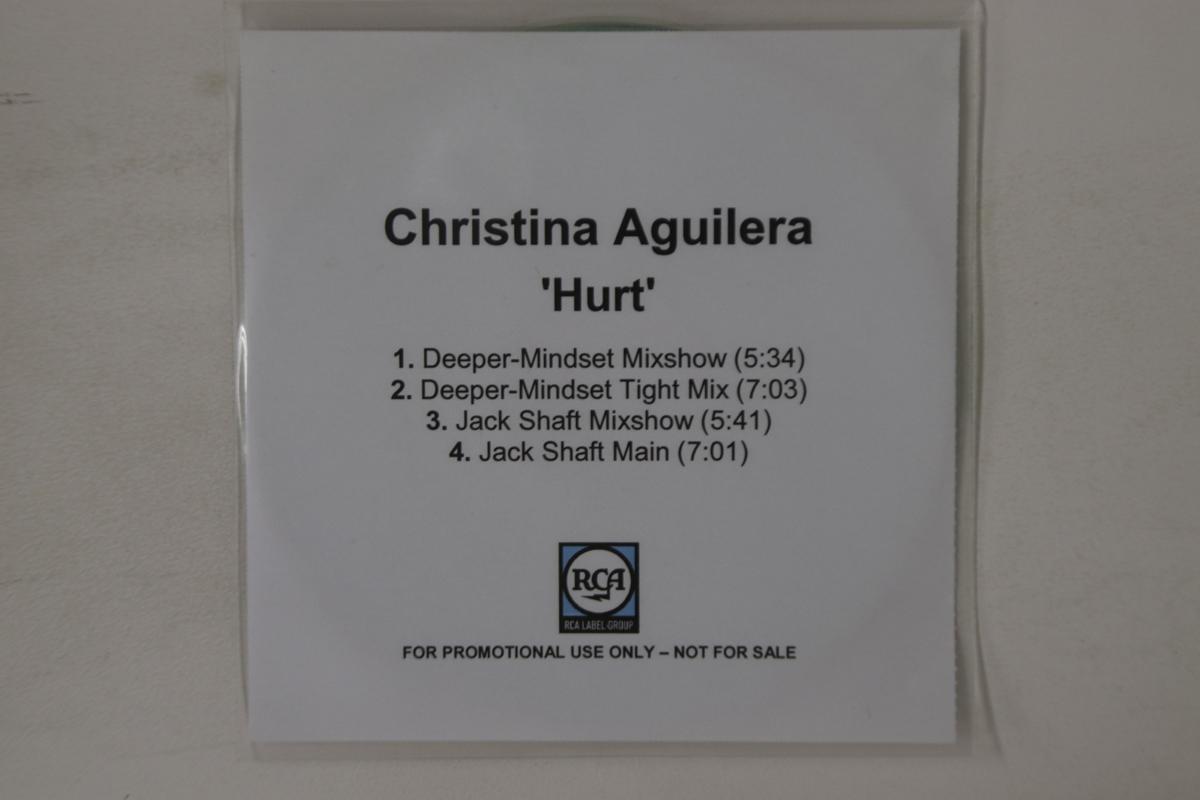 Christina Aguilera
'Hurt'
1. Deeper-Mindset Mixshow (5:34)
2. Deeper-Mindset Tight Mix (7:03)
3. Jack Shaft Mixshow (5:41)
4. Jack Shaft Main (7:01)
RCA
RCA LABEL GROUP
FOR PROMOTIONAL USE ONLY – NOT FOR SALE